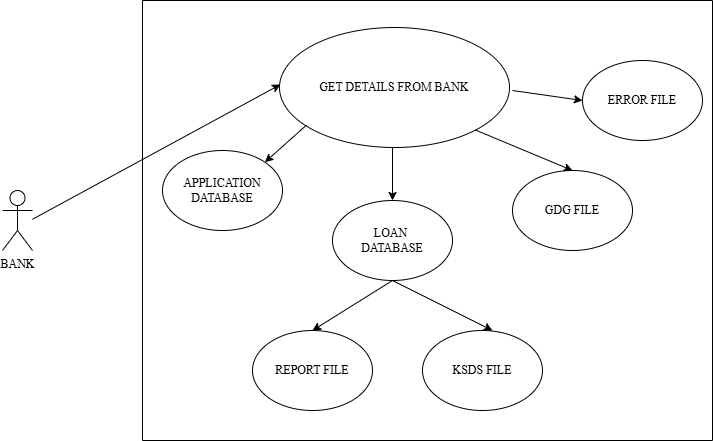 GET DETAILS FROM BANK
ERROR FILE
APPLICATION
DATABASE
GDG FILE
LOAN
DATABASE
BANK
REPORT FILE
KSDS FILE